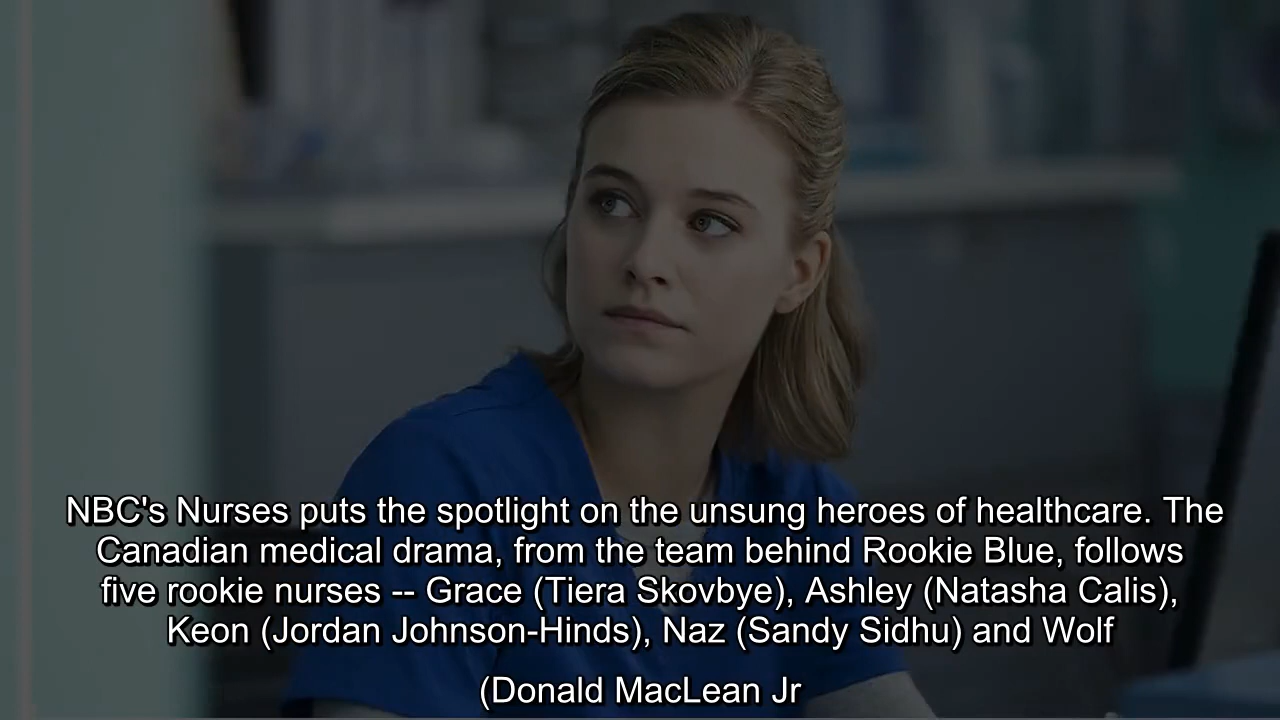 NBC's Nurses puts the spotlight on the unsung heroes of healthcare. The
Canadian medical drama, from the team behind Rookie Blue, follows
five rookie nurses -- Grace (Tiera Skovbye), Ashley (Natasha Calis),
Keon (Jordan Johnson-Hinds), Naz (Sandy Sidhu) and Wolf
(Donald MacLean Jr